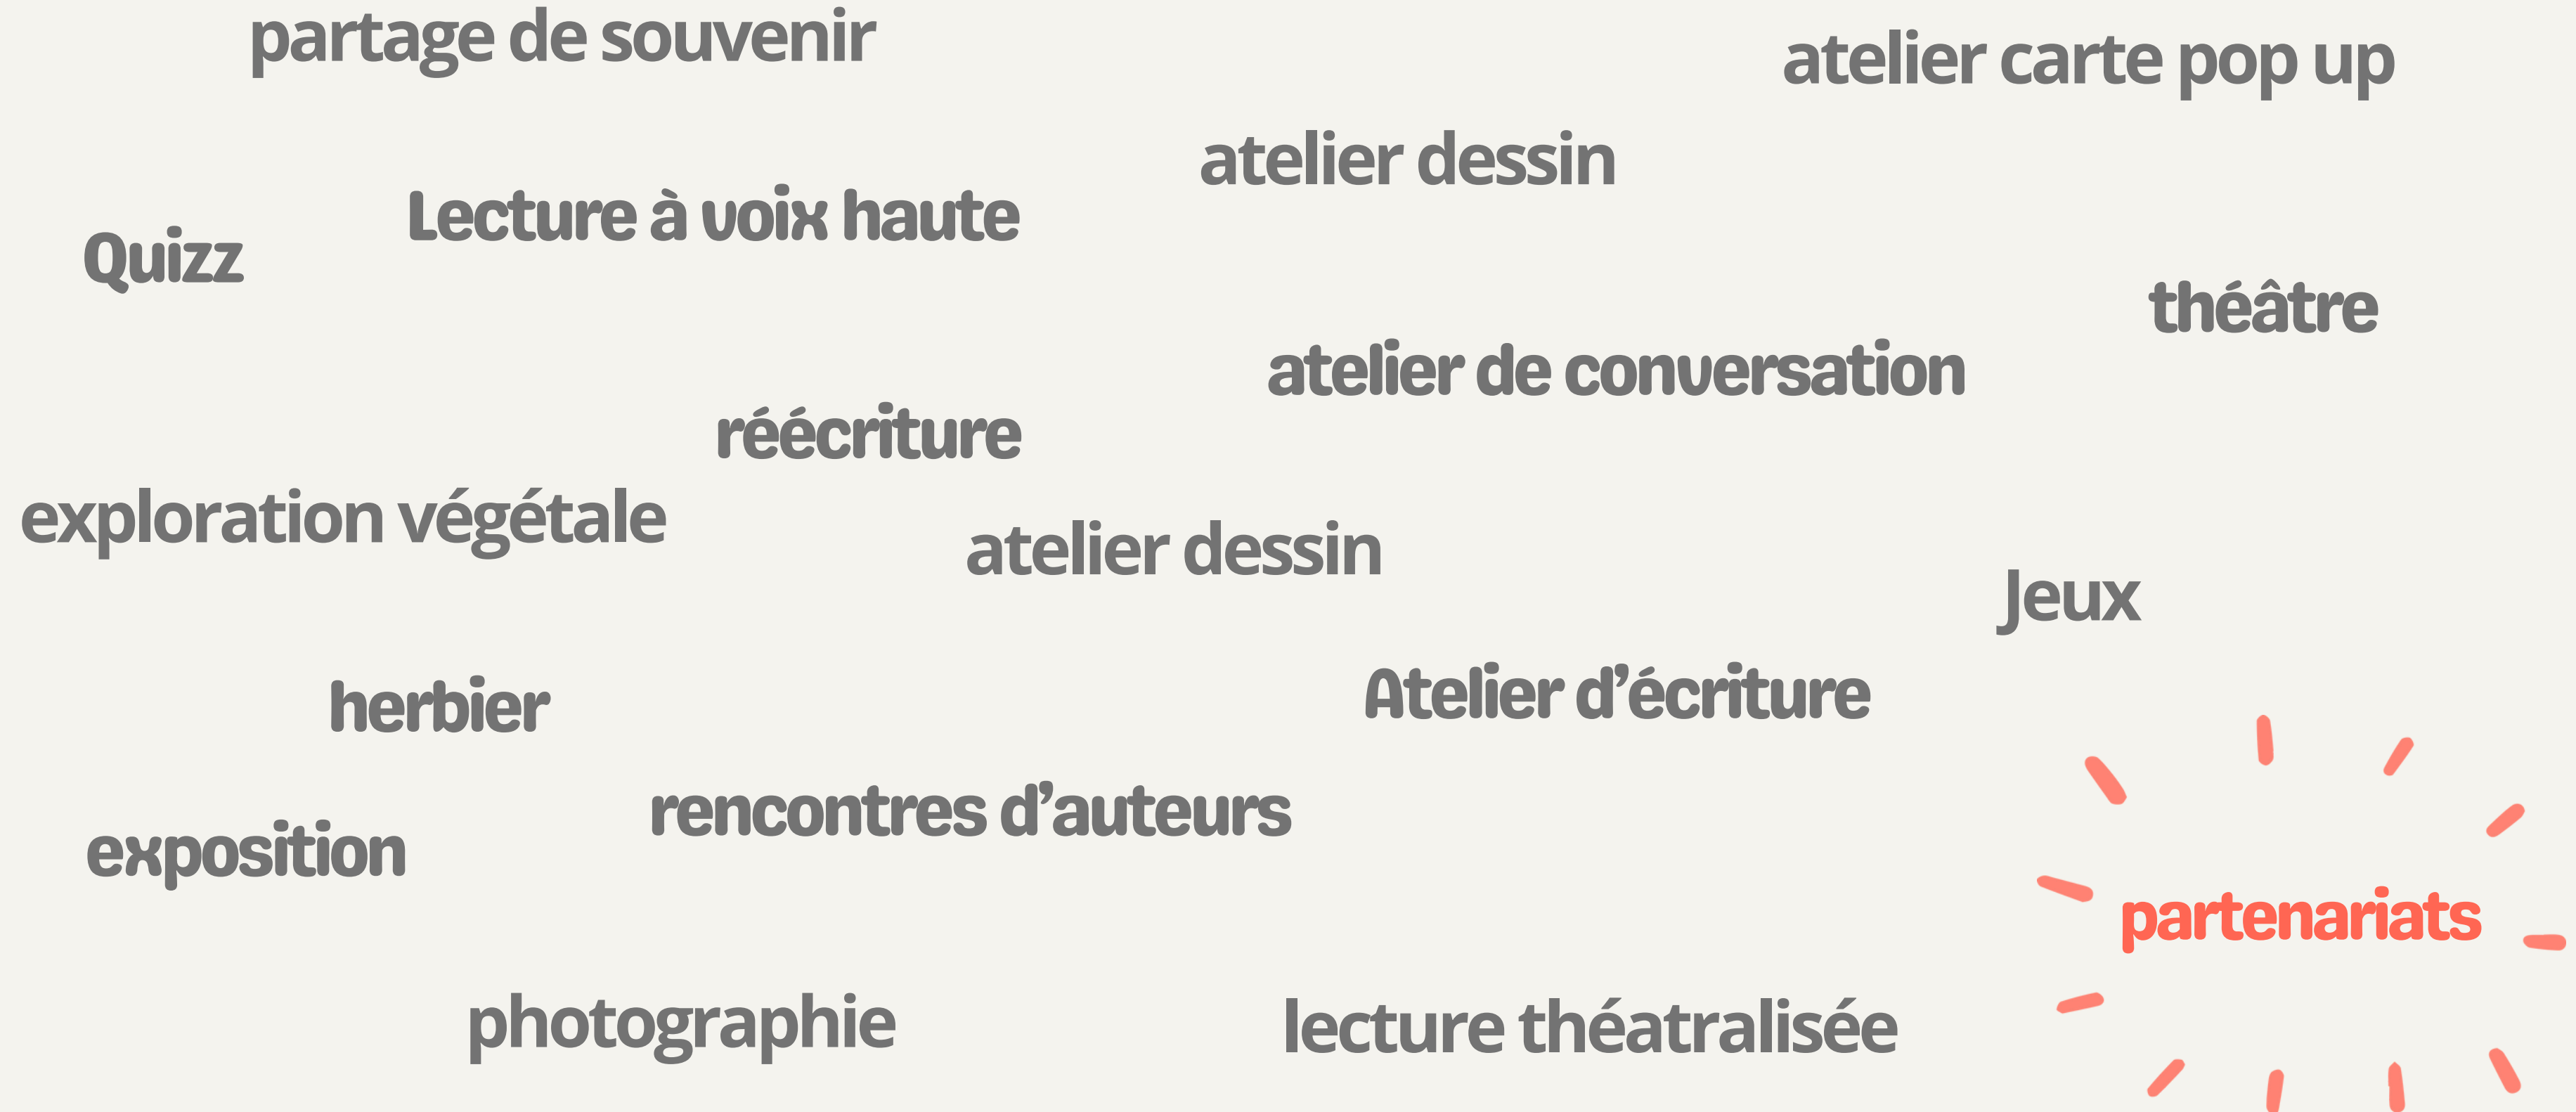 partage de souvenir
atelier carte pop up
atelier dessin
Lecture à voix haute
Quizz
théâtre
atelier de conversation
réécriture
exploration végétale
atelier dessin
Jeux
herbier
Atelier d’écriture
rencontres d’auteurs
exposition
partenariats
photographie
lecture théatralisée